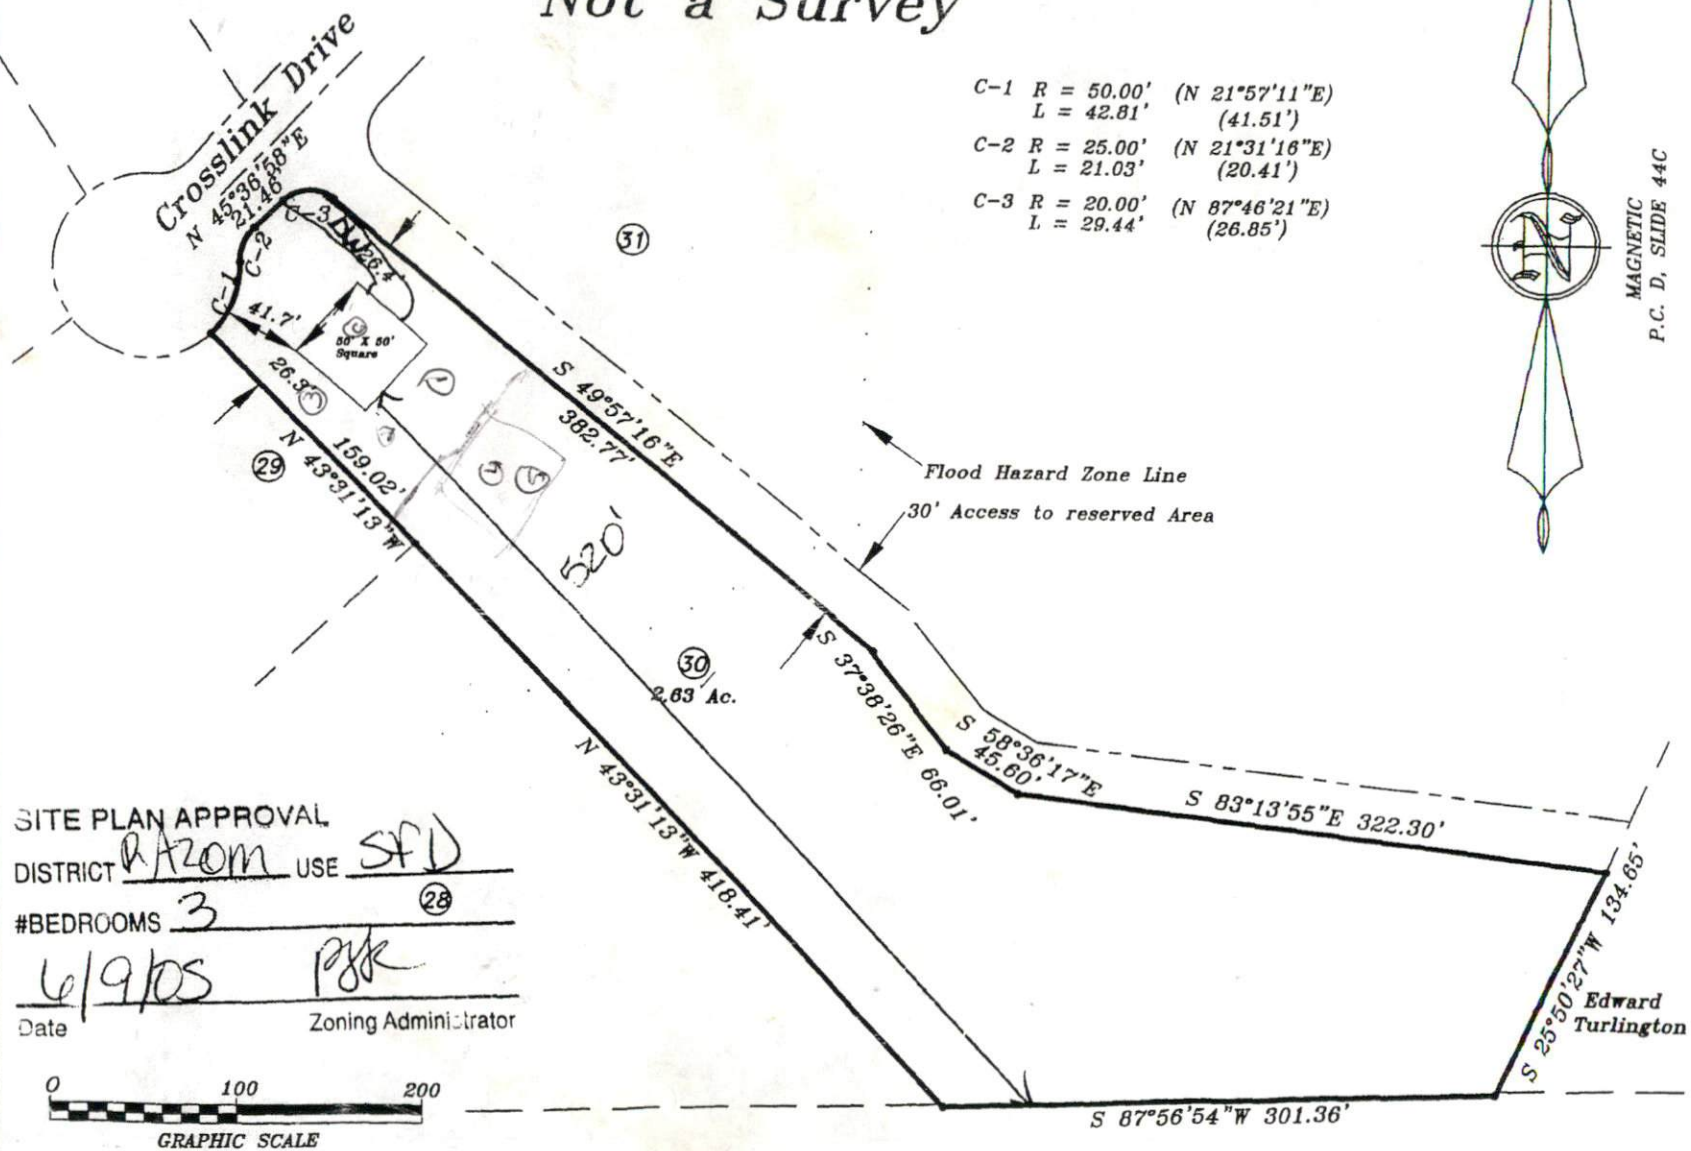 Not a Survey
Crosslink Drive
N 45°36'58"E
21.46'
C-1 R = 50.00' (N 21°57'11"E)
L = 42.81' (41.51')
C-2 R = 25.00' (N 21°31'16"E)
L = 21.03' (20.41')
C-3 R = 20.00' (N 87°46'21"E)
L = 29.44' (26.85')
N
MAGNETIC
P.C. D, SLIDE 44C
C-3
DW
26.4'
C-2
C-1
31
41.7'
50' X 50'
Square
26.3'
3
S 49°57'16"E
382.77'
159.02'
N 43°31'13"W
29
Flood Hazard Zone Line
30' Access to reserved Area
520'
30
2.63 Ac.
S 37°38'26"E 66.01'
S 58°36'17"E
45.60'
S 83°13'55"E 322.30'
N 43°31'13"W 418.41'
S 25°50'27"W 134.65'
Edward
Turlington
S 87°56'54"W 301.36'
SITE PLAN APPROVAL
DISTRICT RA20M USE SFD
28
#BEDROOMS 3
6/9/05
Date Zoning Administrator
0 100 200
GRAPHIC SCALE